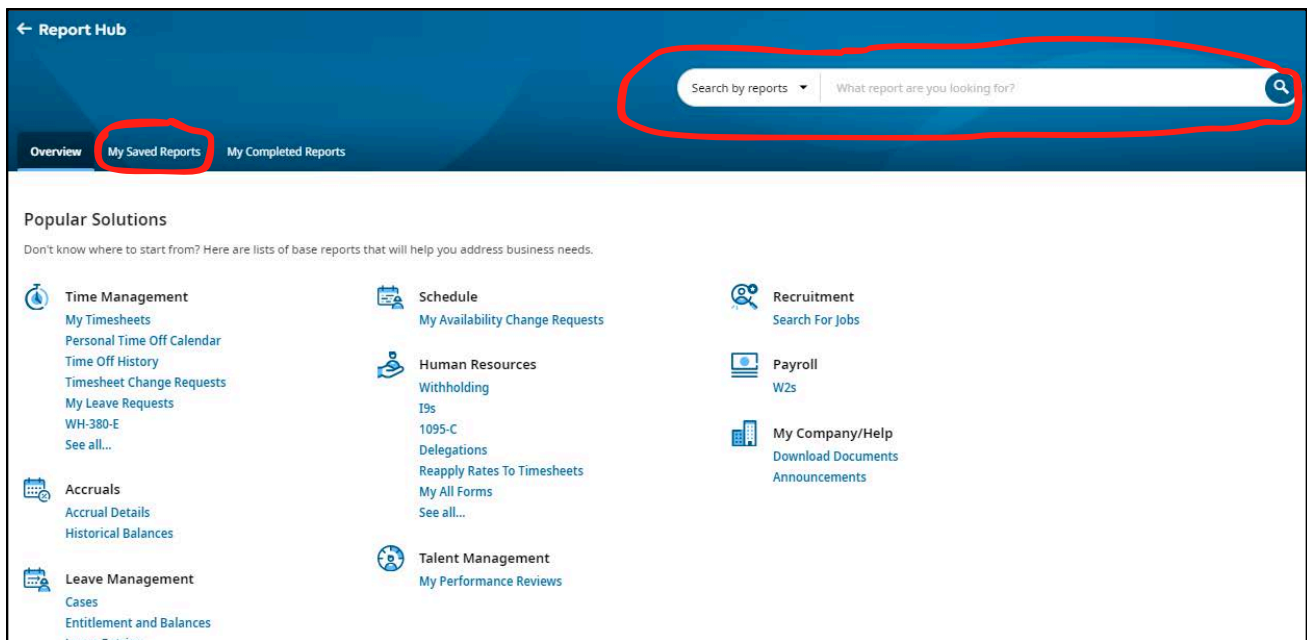 ← Report Hub
Search by reports
What report are you looking for?
Overview My Saved Reports My Completed Reports
Popular Solutions
Don't know where to start from? Here are lists of base reports that will help you address business needs.
Time Management
My Timesheets
Personal Time Off Calendar
Time Off History
Timesheet Change Requests
My Leave Requests
WH-380-E
See all...
Accruals
Accrual Details
Historical Balances
Leave Management
Cases
Entitlement and Balances
Schedule
My Availability Change Requests
Human Resources
Withholding
I9s
1095-C
Delegations
Reapply Rates To Timesheets
My All Forms
See all...
Talent Management
My Performance Reviews
Recruitment
Search For Jobs
Payroll
W2s
My Company/Help
Download Documents
Announcements